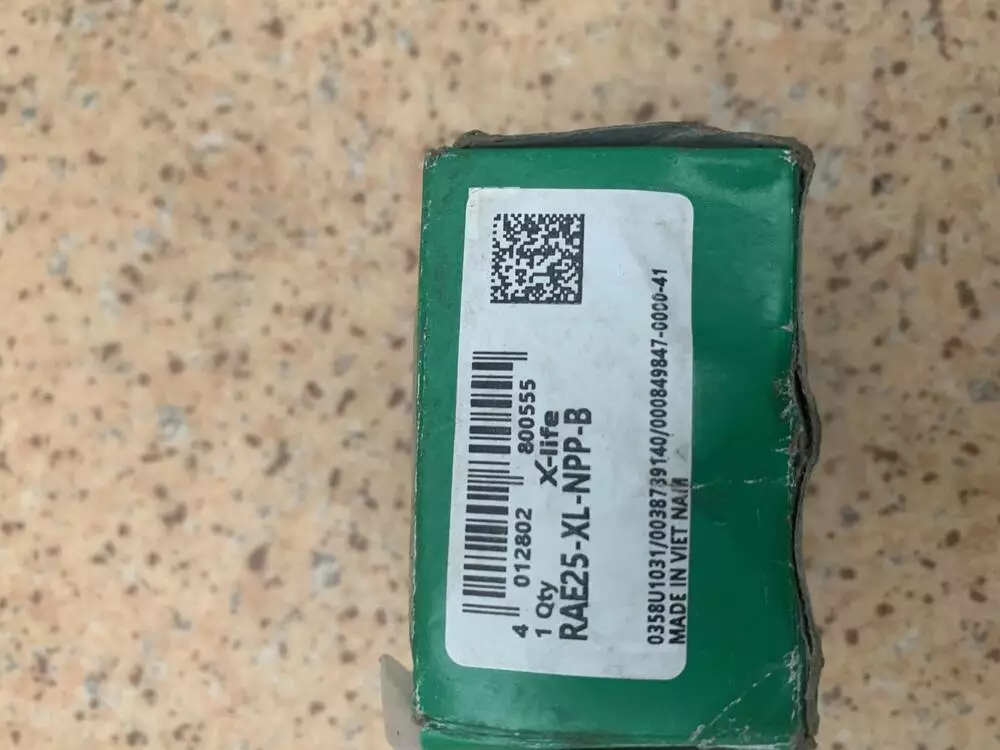 4 012802 800555
1 Qty X-life
RAE25-XL-NPP-B
0358U1031/0038739140/000849847-0000-41
MADE IN VIET NAM